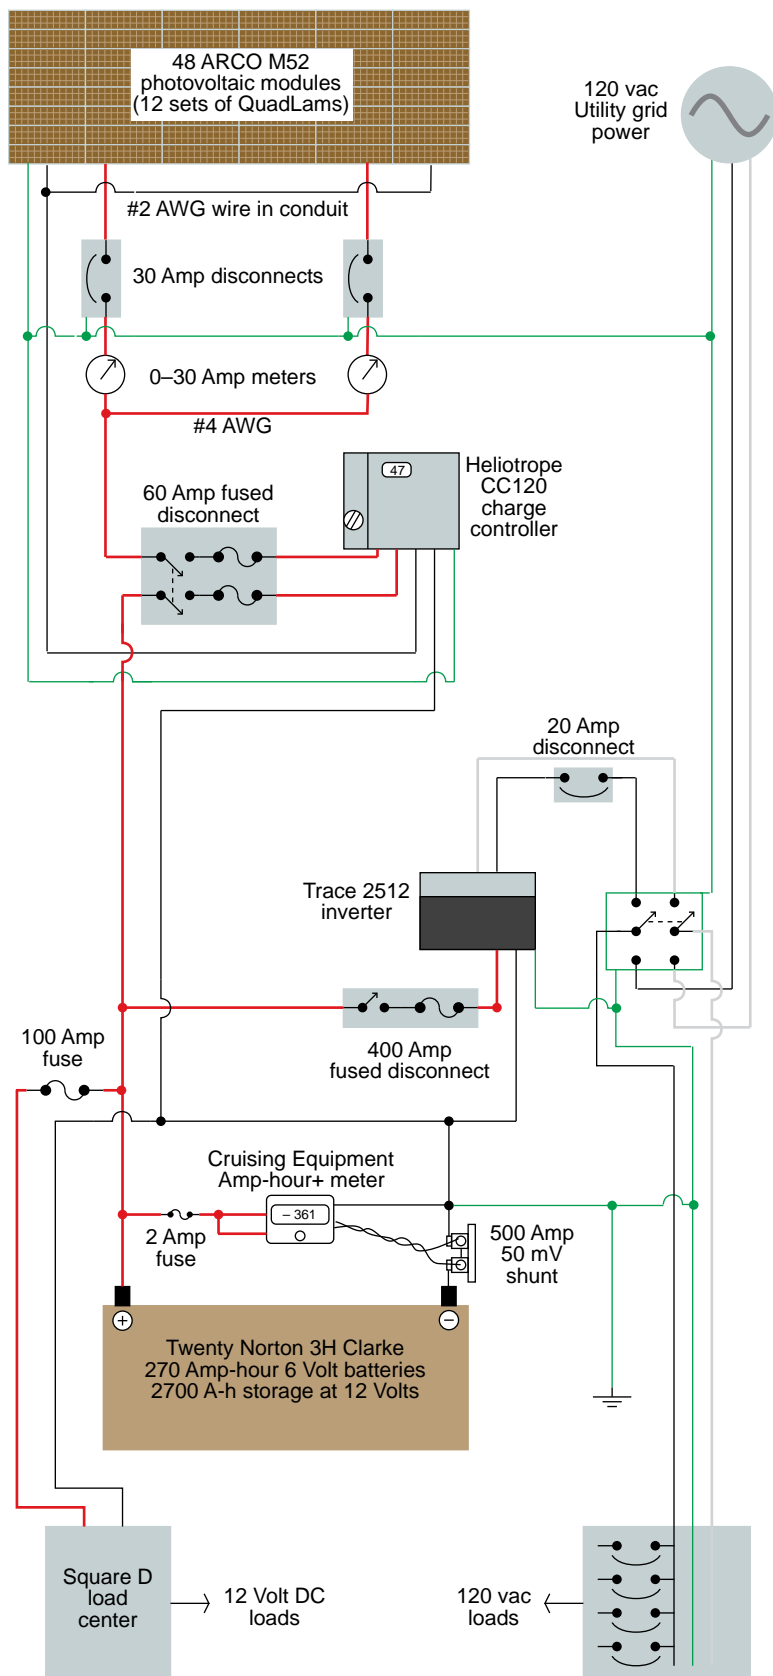 48 ARCO M52
photovoltaic modules
(12 sets of QuadLams)
120 vac
Utility grid
power
#2 AWG wire in conduit
30 Amp disconnects
0–30 Amp meters
#4 AWG
47
Heliotrope
CC120
charge
controller
60 Amp fused
disconnect
20 Amp
disconnect
Trace 2512
inverter
400 Amp
fused disconnect
100 Amp
fuse
Cruising Equipment
Amp-hour+ meter
– 361
2 Amp
fuse
500 Amp
50 mV
shunt
+
–
Twenty Norton 3H Clarke
270 Amp-hour 6 Volt batteries
2700 A-h storage at 12 Volts
Square D
load
center
12 Volt DC
loads
120 vac
loads